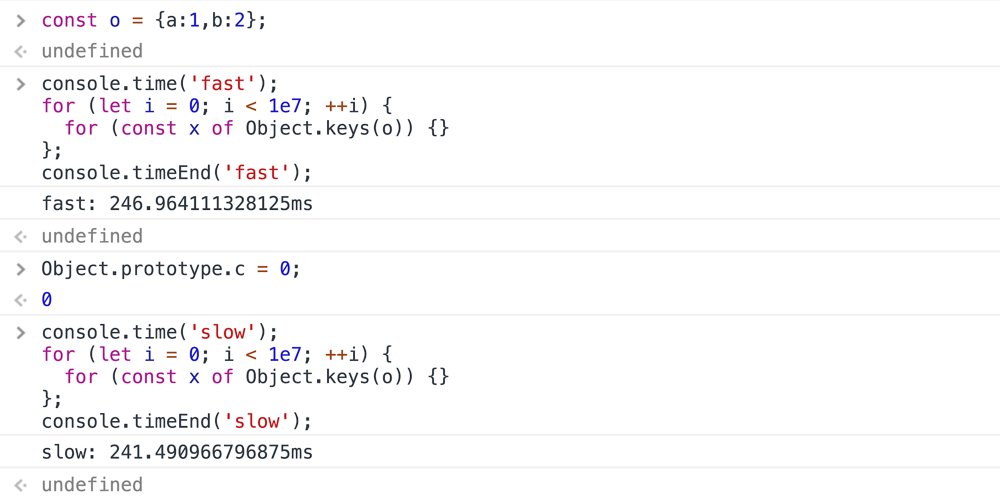 const o = {a:1,b:2};
undefined
console.time('fast');
for (let i = 0; i < 1e7; ++i) {
  for (const x of Object.keys(o)) {}
};
console.timeEnd('fast');
fast: 246.964111328125ms
undefined
Object.prototype.c = 0;
0
console.time('slow');
for (let i = 0; i < 1e7; ++i) {
  for (const x of Object.keys(o)) {}
};
console.timeEnd('slow');
slow: 241.490966796875ms
undefined